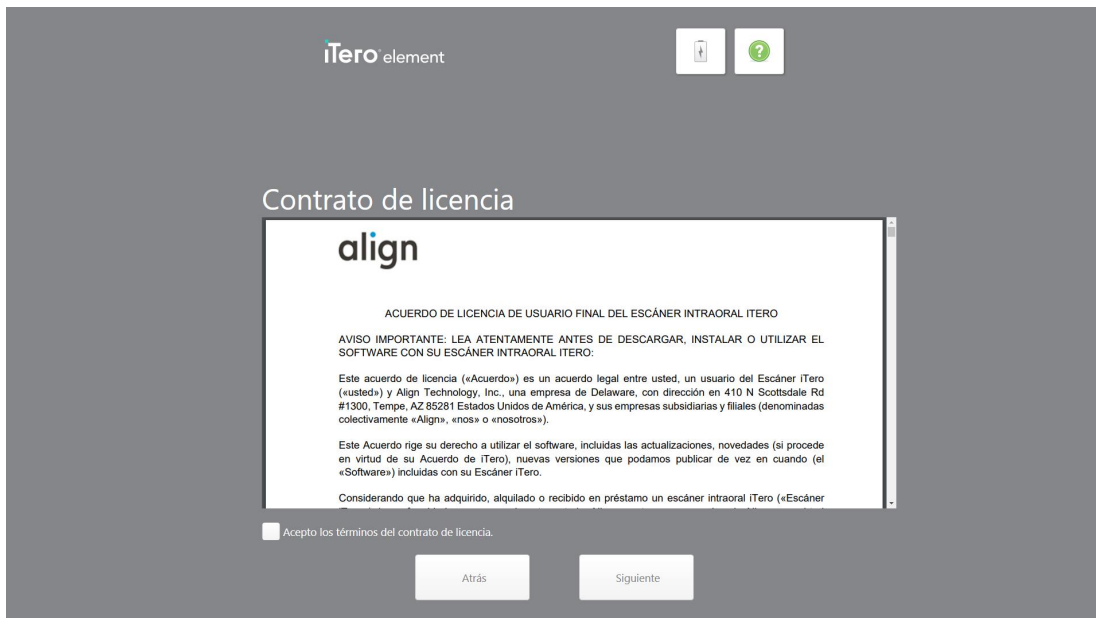 iTero element
?
Contrato de licencia
align
ACUERDO DE LICENCIA DE USUARIO FINAL DEL ESCÁNER INTRAORAL ITERO
AVISO IMPORTANTE: LEA ATENTAMENTE ANTES DE DESCARGAR, INSTALAR O UTILIZAR EL
SOFTWARE CON SU ESCÁNER INTRAORAL ITERO:
Este acuerdo de licencia («Acuerdo») es un acuerdo legal entre usted, un usuario del Escáner iTero
(«usted») y Align Technology, Inc., una empresa de Delaware, con dirección en 410 N Scottsdale Rd
#1300, Tempe, AZ 85281 Estados Unidos de América, y sus empresas subsidiarias y filiales (denominadas
colectivamente «Align», «nos» o «nosotros»).
Este Acuerdo rige su derecho a utilizar el software, incluidas las actualizaciones, novedades (si procede
en virtud de su Acuerdo de iTero), nuevas versiones que podamos publicar de vez en cuando (el
«Software») incluidas con su Escáner iTero.
Considerando que ha adquirido, alquilado o recibido en préstamo un escáner intraoral iTero («Escáner
Acepto los términos del contrato de licencia.
Atrás
Siguiente